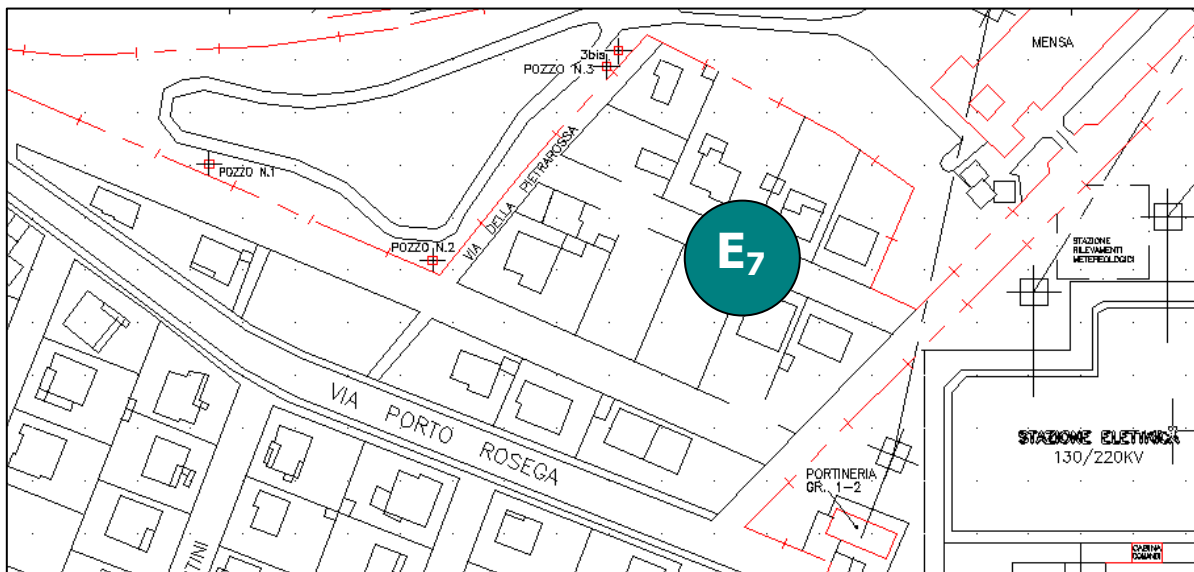 MENSA
3bis
POZZO N.3
POZZO N.1
VIA DELLA PIETRAROSSA
POZZO N.2
E7
STAZIONE
RILEVAMENTI
METEREOLOGICI
VIA PORTO ROSEGA
STAZIONE ELETTRICA
130/220KV
PORTINERIA
GR. 1-2
TINI
CABINA
COMANDI